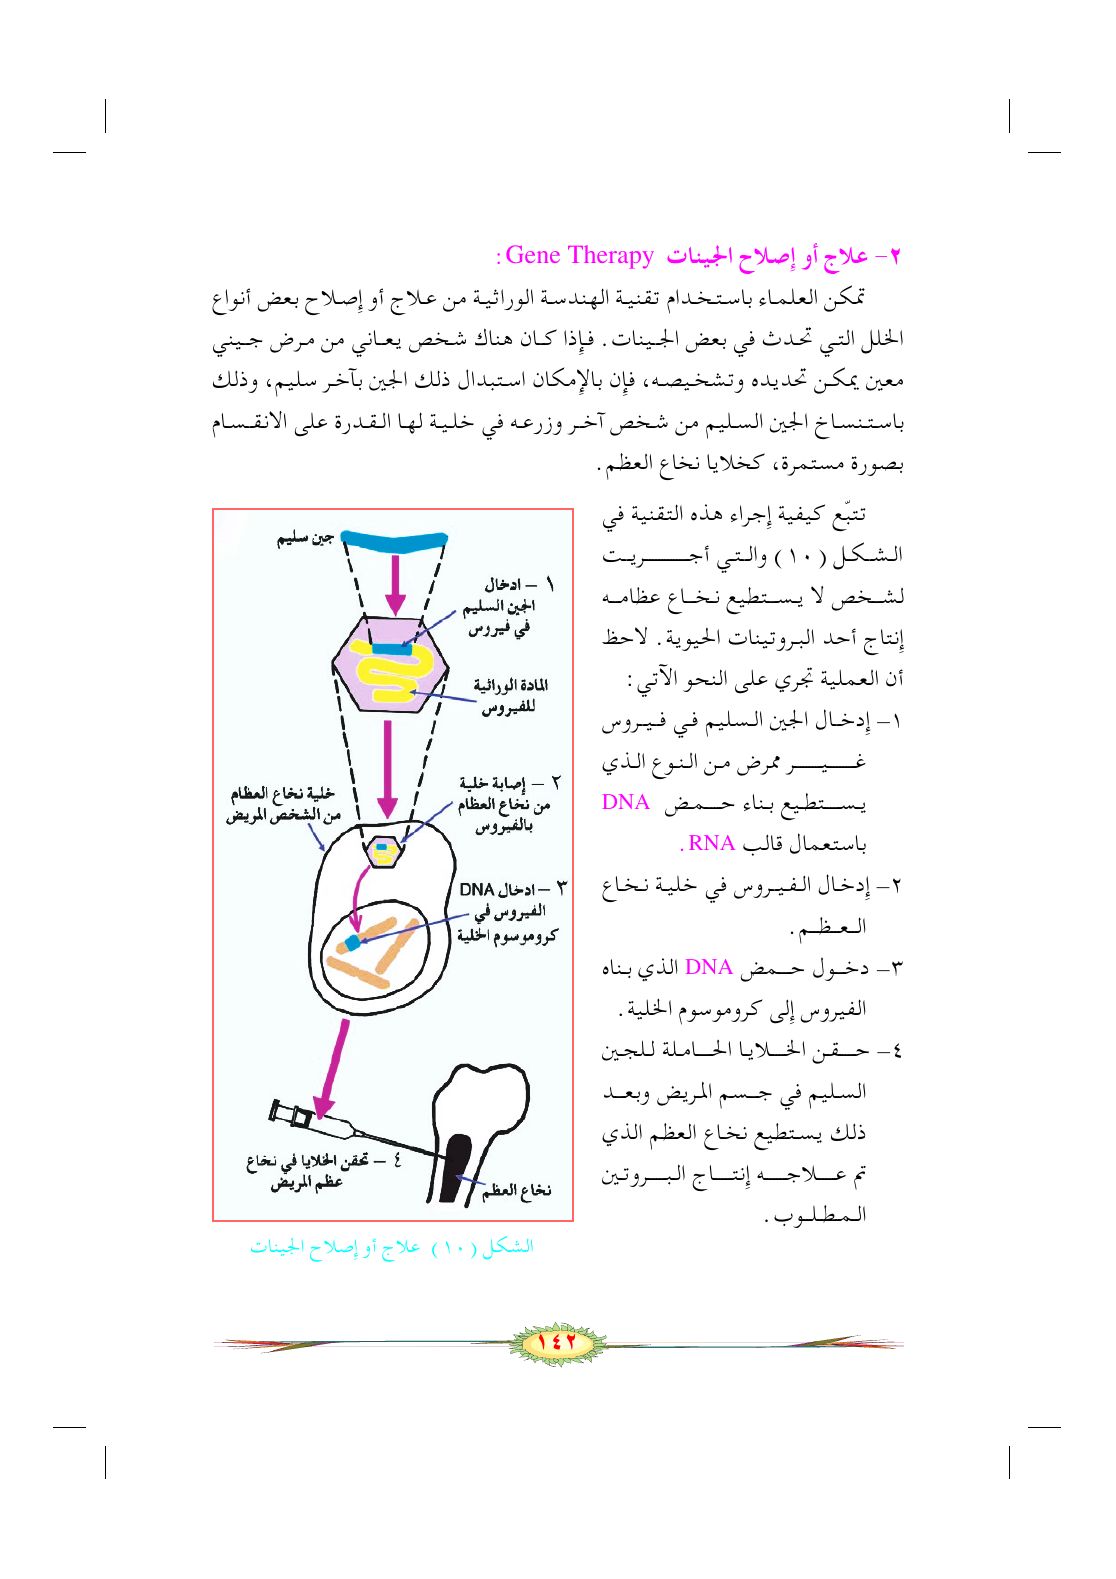 ٢- علاج أو إصلاح الجينات Gene Therapy :
تمكن العلماء باستخدام تقنية الهندسة الوراثية من علاج أو إصلاح بعض أنواع
الخلل التي تحدث في بعض الجينات. فإذا كان هناك شخص يعاني من مرض جيني
معين يمكن تحديده وتشخيصه، فإن بالإمكان استبدال ذلك الجين بآخر سليم، وذلك
باستنساخ الجين السليم من شخص آخر وزرعه في خلية لها القدرة على الانقسام
بصورة مستمرة، كخلايا نخاع العظم.
تتبّع كيفية إجراء هذه التقنية في
الشكل (١٠) والتي أجريت
لشخص لا يستطيع نخاع عظامه
إنتاج أحد البروتينات الحيوية. لاحظ
أن العملية تجري على النحو الآتي:
١- إدخال الجين السليم في فيروس
غير ممرض من النوع الذي
يستطيع بناء حمض DNA
باستعمال قالب RNA.
٢- إدخال الفيروس في خلية نخاع
العظم.
٣- دخول حمض DNA الذي بناه
الفيروس إلى كروموسوم الخلية.
٤- حقن الخلايا الحاملة للجين
السليم في جسم المريض وبعد
ذلك يستطيع نخاع العظم الذي
تم علاجه إنتاج البروتين
المطلوب.
جين سليم
١ - ادخال
الجين السليم
في فيروس
المادة الوراثية
للفيروس
٢ - إصابة خلية
من نخاع العظام
بالفيروس
خلية نخاع العظام
من الشخص المريض
٣ - ادخال DNA
الفيروس في
كروموسوم الخلية
٤ - تحقن الخلايا في نخاع
عظم المريض
نخاع العظم
الشكل (١٠) علاج أو إصلاح الجينات
١٤٢